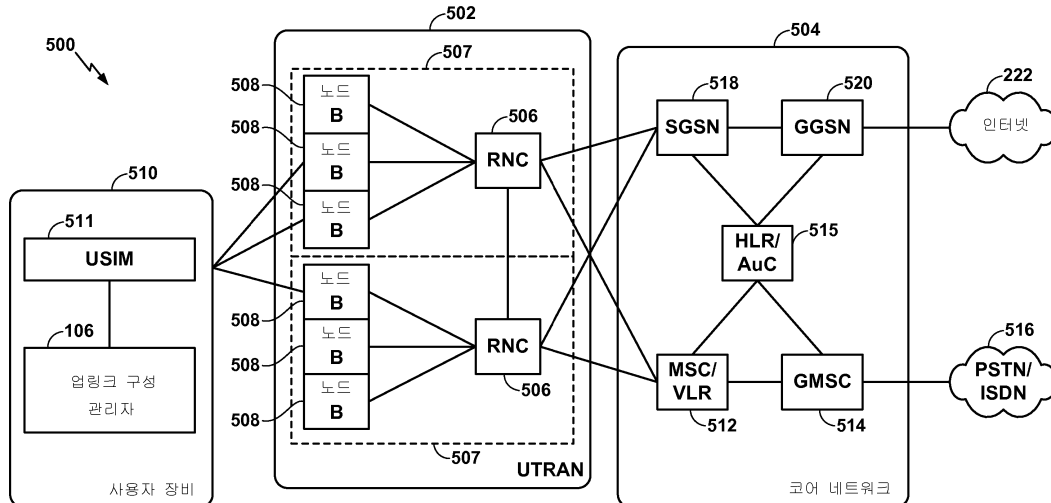 500
502
504
507
508
노드
B
508
노드
B
508
노드
B
506
RNC
518
SGSN
520
GGSN
222
인터넷
510
511
USIM
HLR/
AuC
515
106
업링크 구성
관리자
사용자 장비
노드
B
508
노드
B
508
노드
B
508
RNC
506
507
UTRAN
MSC/
VLR
512
GMSC
514
516
PSTN/
ISDN
코어 네트워크